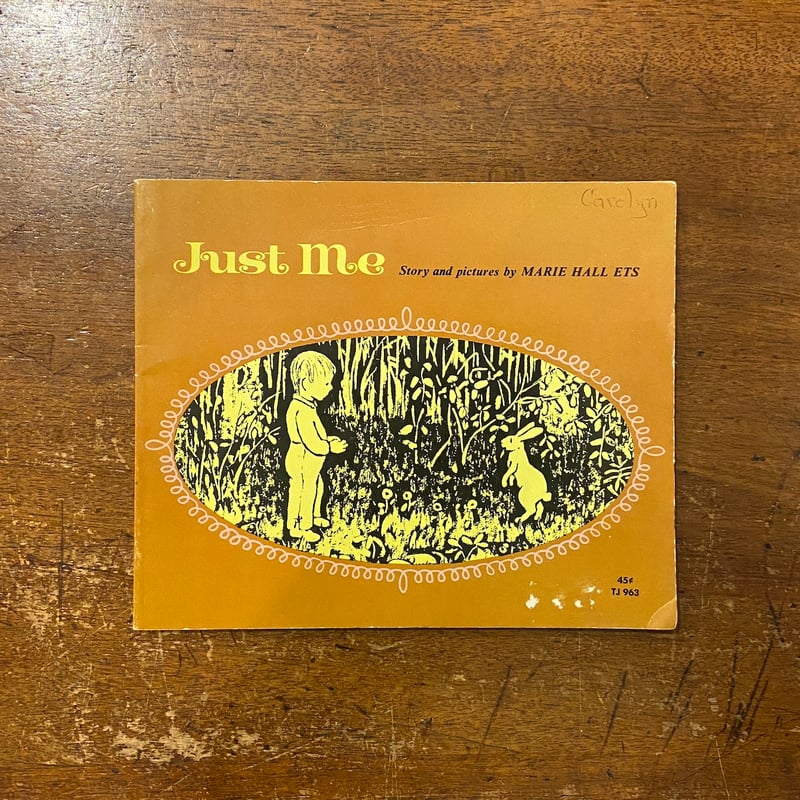 Carolyn
Just Me Story and pictures by MARIE HALL ETS
45¢
TJ 963